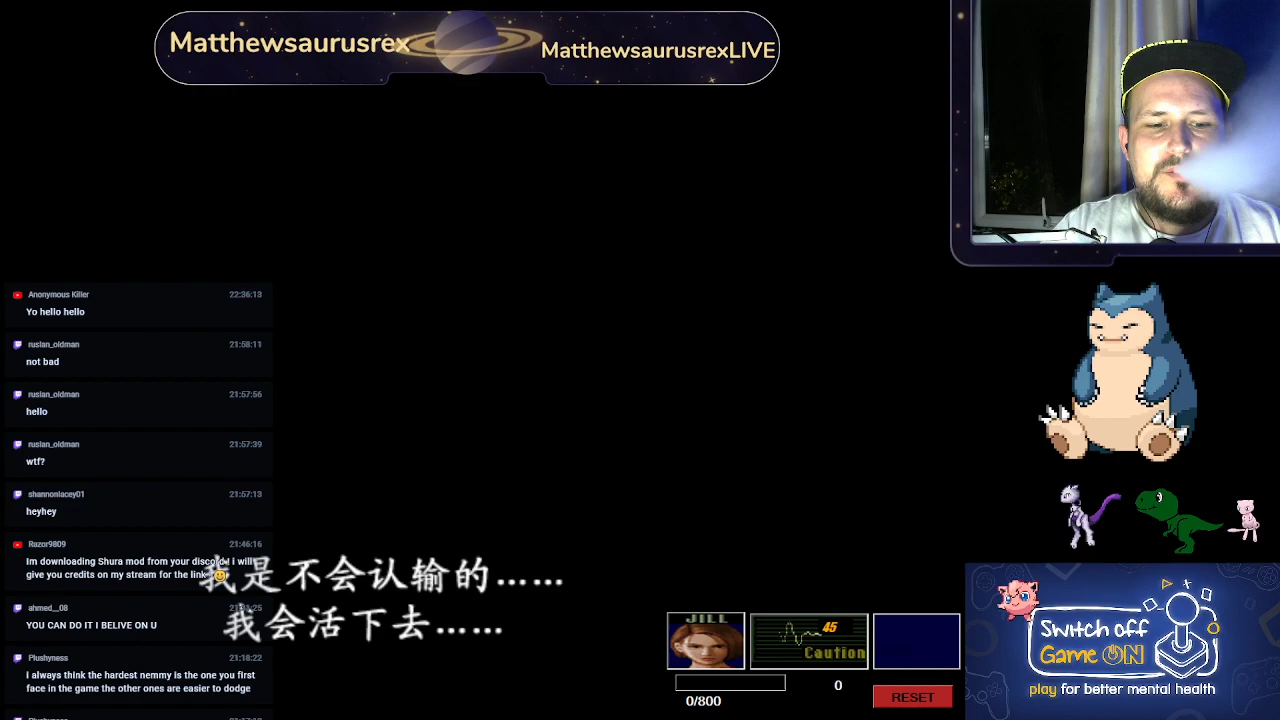 Matthewsaurusrex
MatthewsaurusrexLIVE
Anonymous Killer 22:36:13
Yo hello hello
ruslan_oldman 21:58:11
not bad
ruslan_oldman 21:57:56
hello
ruslan_oldman 21:57:39
wtf?
shannonlacey01 21:57:13
heyhey
Razor9809 21:46:16
Im downloading Shura mod from your discord ! i will
give you credits on my stream for the link
我是不会认输的……
ahmed__08
YOU CAN DO IT I BELIVE ON U
我会活下去……
Plushyness 21:18:22
I always think the hardest nemmy is the one you first
face in the game the other ones are easier to dodge
Plushyness
JILL
45
Caution
0
0/800
RESET
Switch off
Game ON
play for better mental health